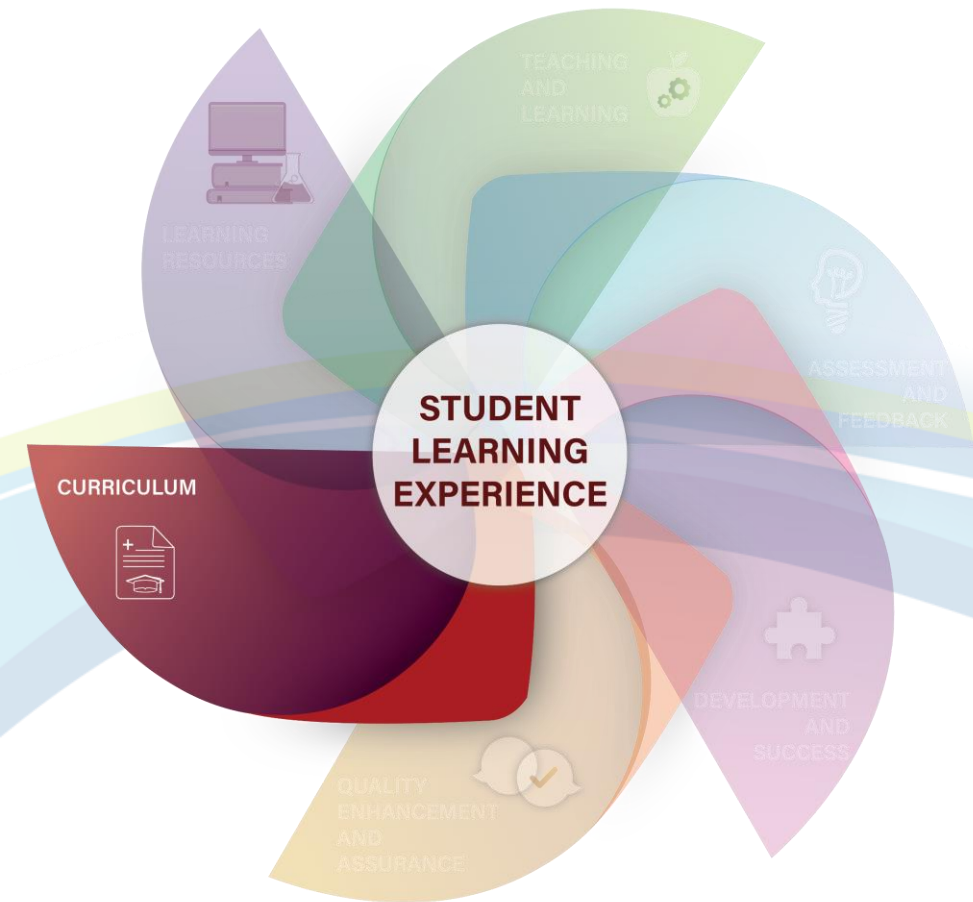 TEACHING
AND
LEARNING
LEARNING
RESOURCES
ASSESSMENT
AND
FEEDBACK
STUDENT
LEARNING
EXPERIENCE
CURRICULUM
DEVELOPMENT
AND
SUCCESS
QUALITY
ENHANCEMENT
AND
ASSURANCE